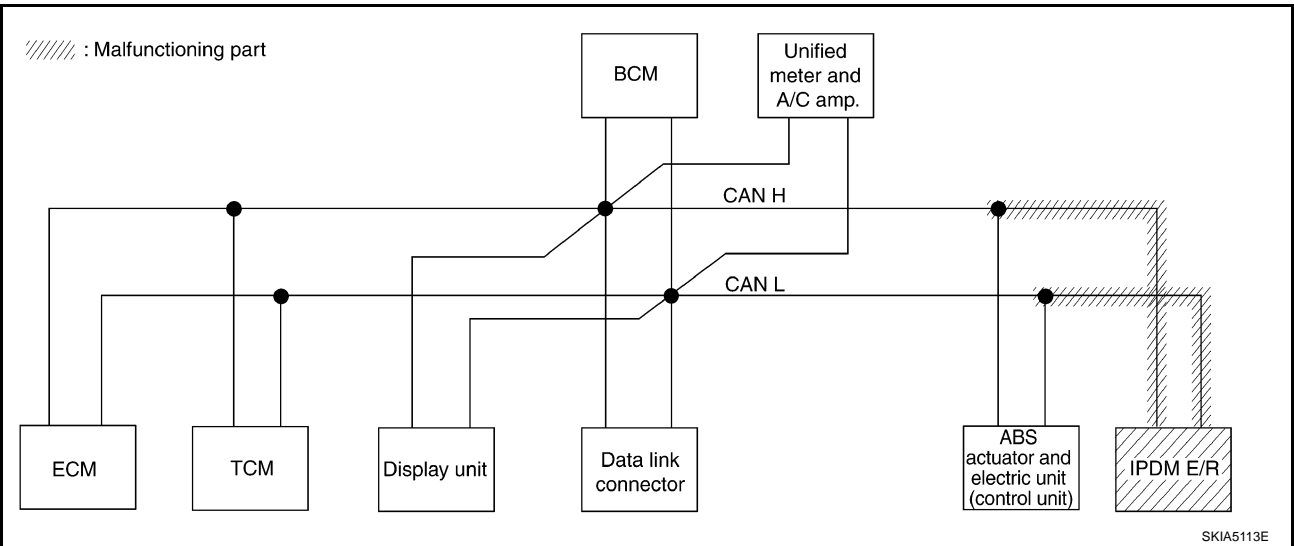 : Malfunctioning part
BCM
Unified
meter and
A/C amp.
CAN H
CAN L
ECM
TCM
Display unit
Data link
connector
ABS
actuator and
electric unit
(control unit)
IPDM E/R
SKIA5113E